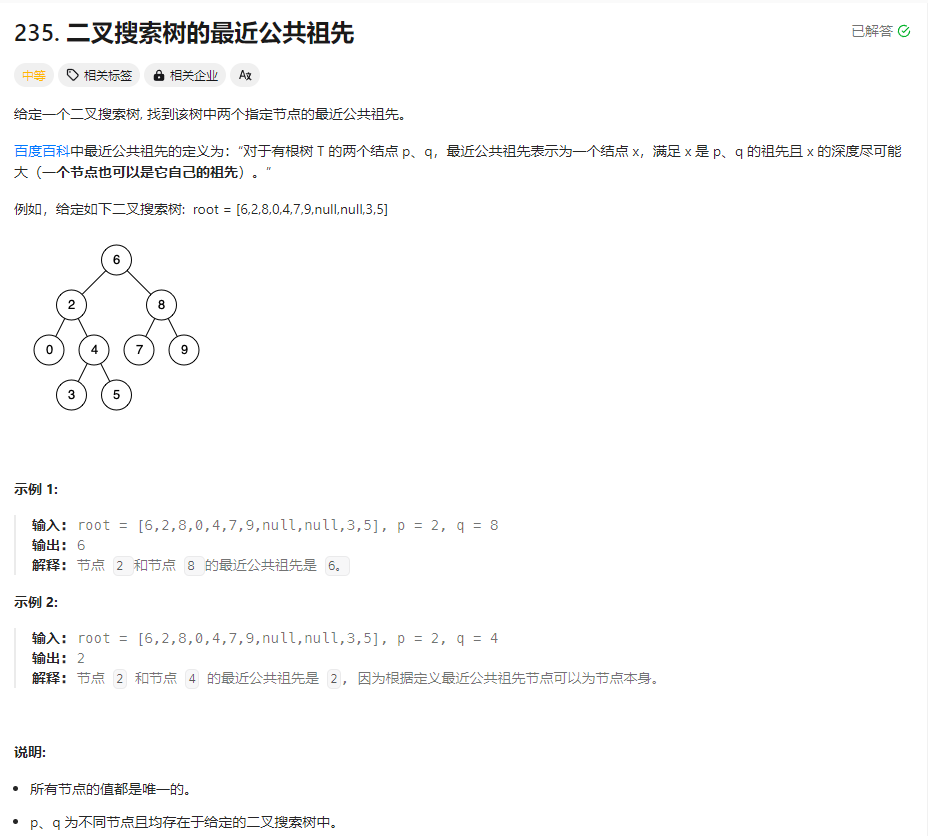 235. 二叉搜索树的最近公共祖先
已解答
中等 相关标签 相关企业 Aㄡ
给定一个二叉搜索树, 找到该树中两个指定节点的最近公共祖先。
百度百科中最近公共祖先的定义为：“对于有根树 T 的两个结点 p、q，最近公共祖先表示为一个结点 x，满足 x 是 p、q 的祖先且 x 的深度尽可能
大（一个节点也可以是它自己的祖先）。”
例如，给定如下二叉搜索树: root = [6,2,8,0,4,7,9,null,null,3,5]
6
2 8
0 4 7 9
3 5
示例 1:
输入: root = [6,2,8,0,4,7,9,null,null,3,5], p = 2, q = 8
输出: 6
解释: 节点 2 和节点 8 的最近公共祖先是 6。
示例 2:
输入: root = [6,2,8,0,4,7,9,null,null,3,5], p = 2, q = 4
输出: 2
解释: 节点 2 和节点 4 的最近公共祖先是 2, 因为根据定义最近公共祖先节点可以为节点本身。
说明:
所有节点的值都是唯一的。
p、q 为不同节点且均存在于给定的二叉搜索树中。